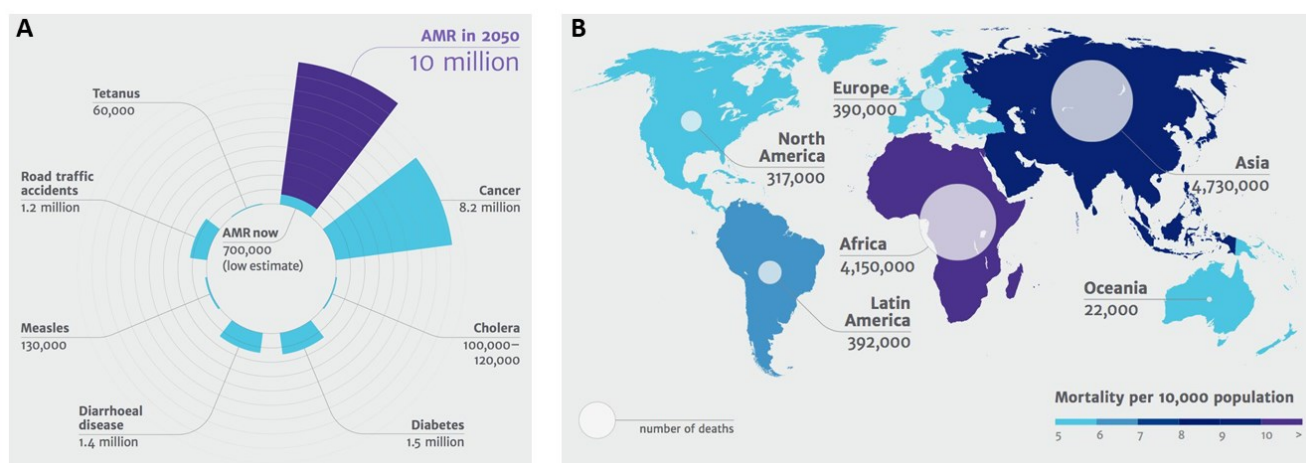 A
AMR in 2050
10 million
Tetanus
60,000
Road traffic
accidents
1.2 million
Cancer
8.2 million
AMR now
700,000
(low estimate)
Measles
130,000
Cholera
100,000–
120,000
Diarrhoeal
disease
1.4 million
Diabetes
1.5 million
B
Europe
390,000
North
America
317,000
Asia
4,730,000
Africa
4,150,000
Latin
America
392,000
Oceania
22,000
number of deaths
Mortality per 10,000 population
5 6 7 8 9 10 >